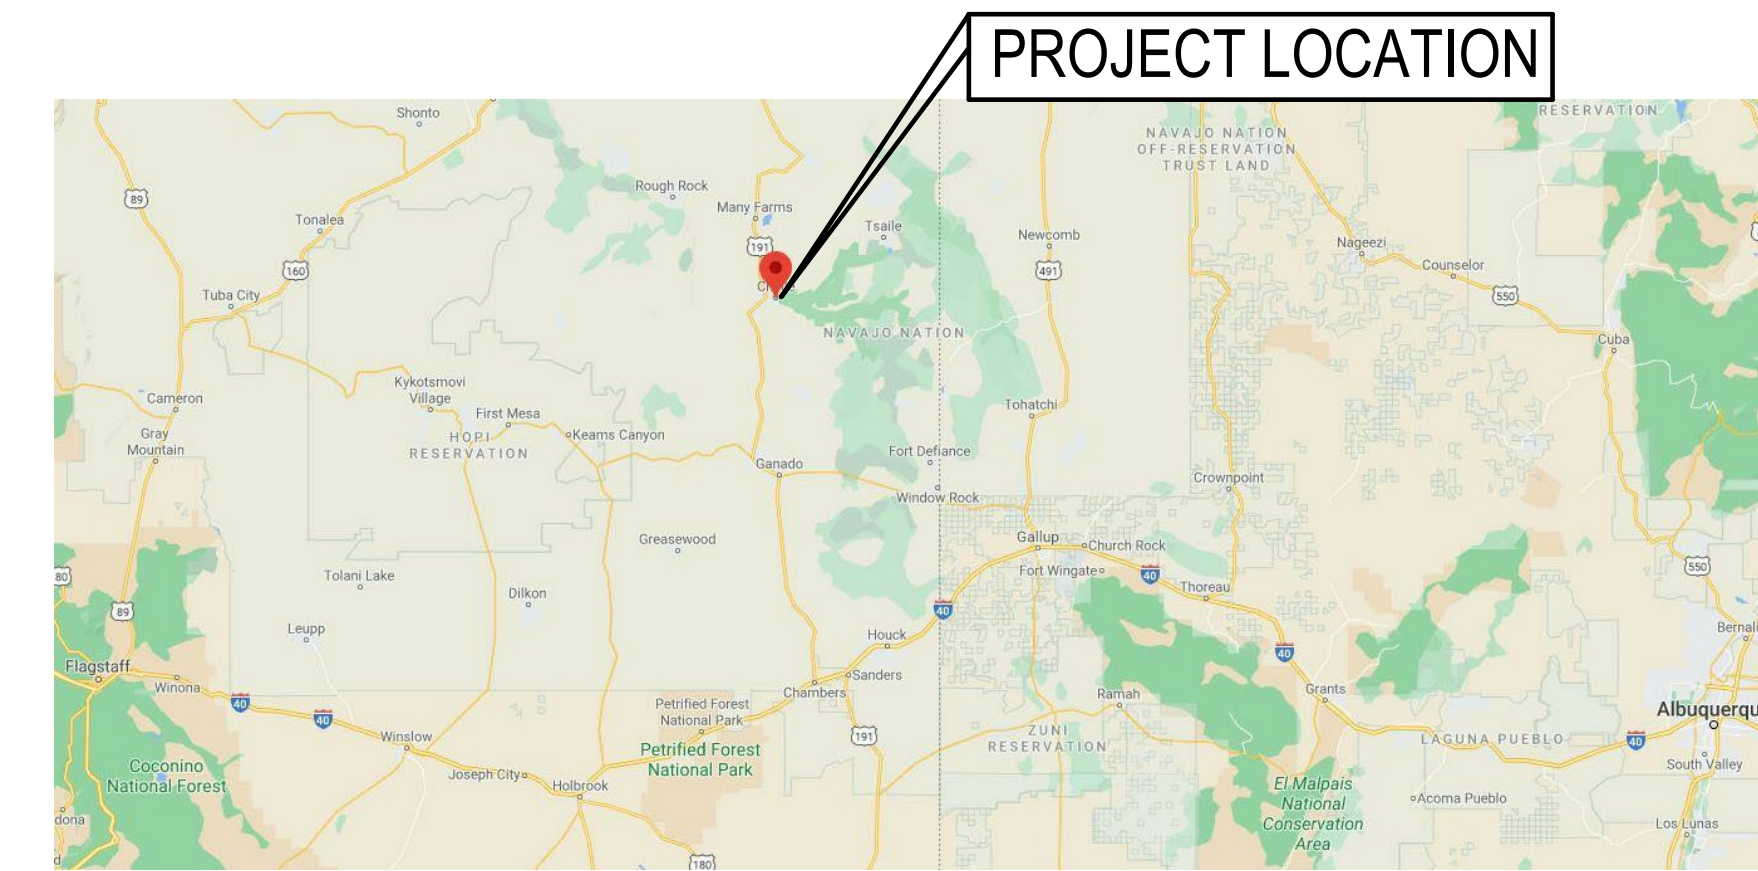 PROJECT LOCATION
Shonto
RESERVATION
NAVAJO NATION
OFF-RESERVATION
TRUST LAND
89
Rough Rock
Many Farms
Tonalea
Tsaile
Newcomb
191
Nageezi
160
491
Counselor
Tuba City
550
NAVAJO NATION
Cuba
Kykotsmovi
Village
Cameron
First Mesa
Tohatchi
Gray
Mountain
HOPI
RESERVATION
Keams Canyon
Fort Defiance
Ganado
Crownpoint
Window Rock
Greasewood
Gallup
Church Rock
Fort Wingate
40
550
80
Tolani Lake
Dilkon
Thoreau
89
40
Leupp
Houck
Bernali
40
Flagstaff
Winona
Sanders
Chambers
Ramah
Grants
40
40
Petrified Forest
National Park
Albuquerqu
Winslow
191
ZUNI
RESERVATION
LAGUNA PUEBLO
40
Petrified Forest
National Park
Coconino
National Forest
Joseph City
Holbrook
South Valley
El Malpais
National
Conservation
Area
Acoma Pueblo
dona
Los Lunas
180
d